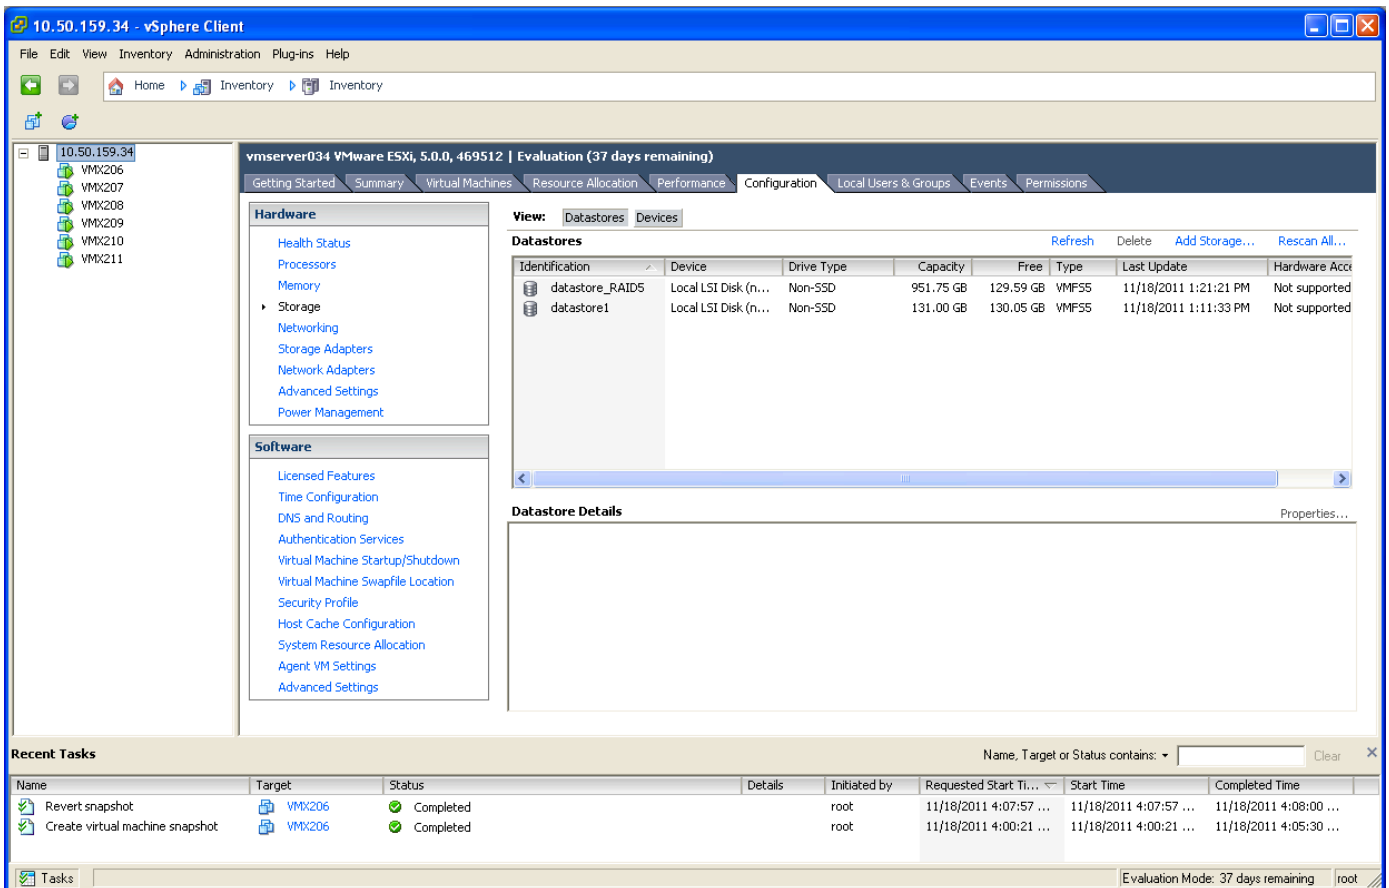 10.50.159.34 - vSphere Client
File Edit View Inventory Administration Plug-ins Help
Home Inventory Inventory
10.50.159.34
VMX206
VMX207
VMX208
VMX209
VMX210
VMX211
vmserver034 VMware ESXi, 5.0.0, 469512 | Evaluation (37 days remaining)
Getting Started Summary Virtual Machines Resource Allocation Performance Configuration Local Users & Groups Events Permissions
Hardware
Health Status
Processors
Memory
Storage
Networking
Storage Adapters
Network Adapters
Advanced Settings
Power Management
Software
Licensed Features
Time Configuration
DNS and Routing
Authentication Services
Virtual Machine Startup/Shutdown
Virtual Machine Swapfile Location
Security Profile
Host Cache Configuration
System Resource Allocation
Agent VM Settings
Advanced Settings
View: Datastores Devices
Datastores Refresh Delete Add Storage... Rescan All...
Identification Device Drive Type Capacity Free Type Last Update Hardware Acce
datastore_RAID5 Local LSI Disk (n... Non-SSD 951.75 GB 129.59 GB VMFS5 11/18/2011 1:21:21 PM Not supported
datastore1 Local LSI Disk (n... Non-SSD 131.00 GB 130.05 GB VMFS5 11/18/2011 1:11:33 PM Not supported
Datastore Details Properties...
Recent Tasks Name, Target or Status contains: Clear
Name Target Status Details Initiated by Requested Start Ti... Start Time Completed Time
Revert snapshot VMX206 Completed root 11/18/2011 4:07:57 ... 11/18/2011 4:07:57 ... 11/18/2011 4:08:00 ...
Create virtual machine snapshot VMX206 Completed root 11/18/2011 4:00:21 ... 11/18/2011 4:00:21 ... 11/18/2011 4:05:30 ...
Tasks Evaluation Mode: 37 days remaining root